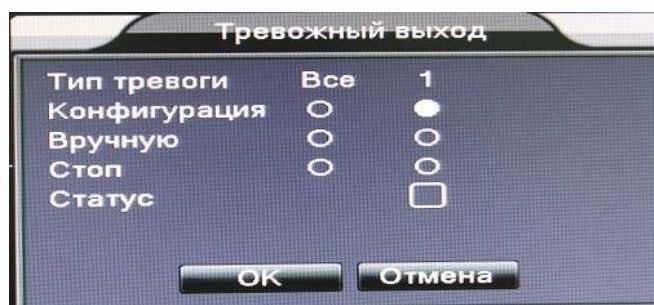 Тревожный выход
Тип тревоги Все 1
Конфигурация
Вручную
Стоп
Статус
OK Отмена